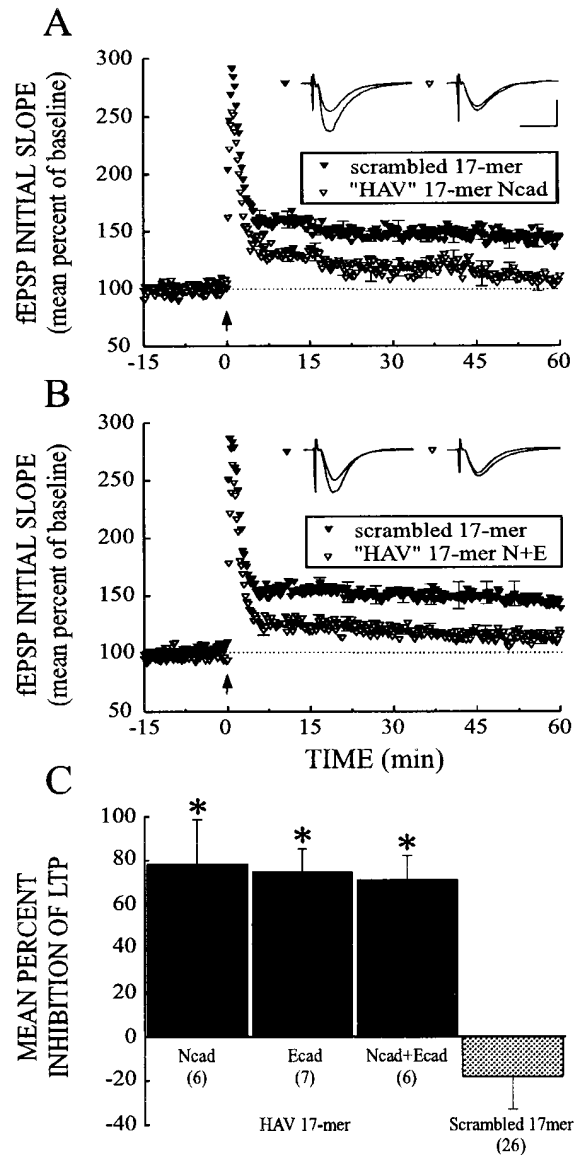 A
fEPSP INITIAL SLOPE
(mean percent of baseline)
300
250
200
150
100
50
scrambled 17-mer
"HAV" 17-mer Ncad
-15 0 15 30 45 60
B
fEPSP INITIAL SLOPE
(mean percent of baseline)
300
250
200
150
100
50
scrambled 17-mer
"HAV" 17-mer N+E
-15 0 15 30 45 60
TIME (min)
C
MEAN PERCENT
INHIBITION OF LTP
100
80
60
40
20
0
-20
-40
* * *
Ncad Ecad Ncad+Ecad
(6) (7) (6)
HAV 17-mer Scrambled 17mer
(26)